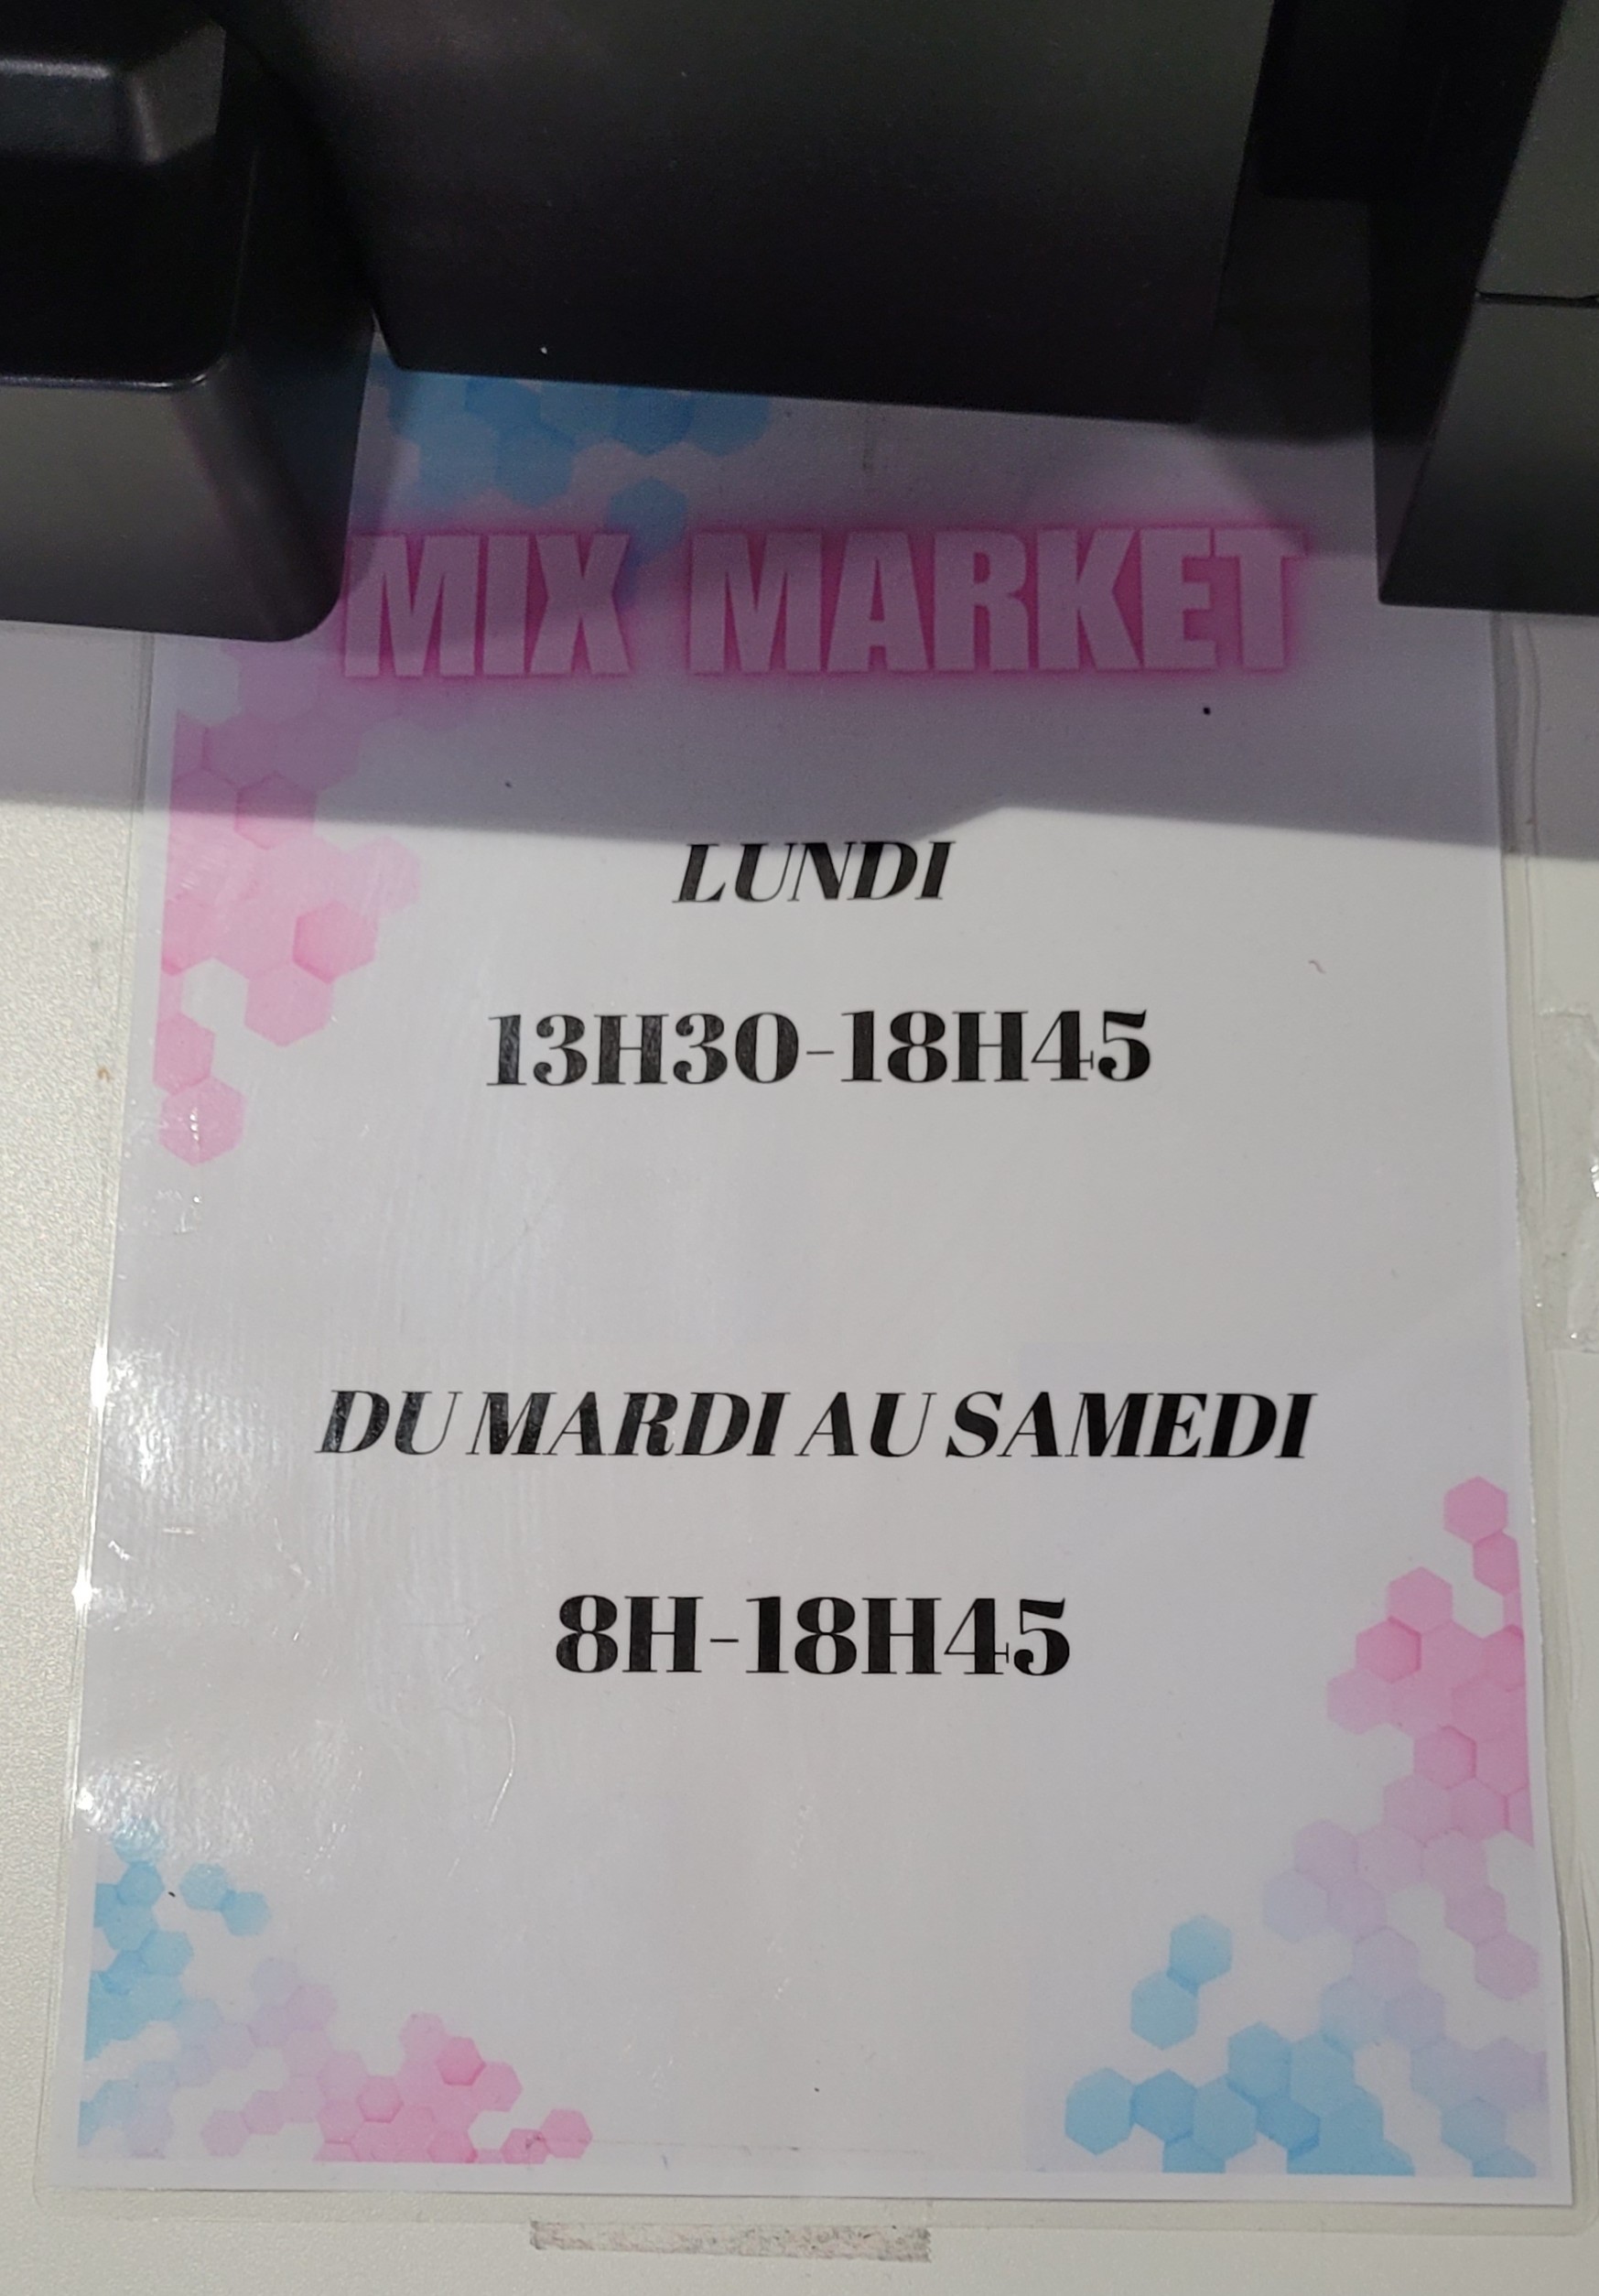 MIX MARKET
LUNDI
13H30-18H45
DU MARDI AU SAMEDI
8H-18H45